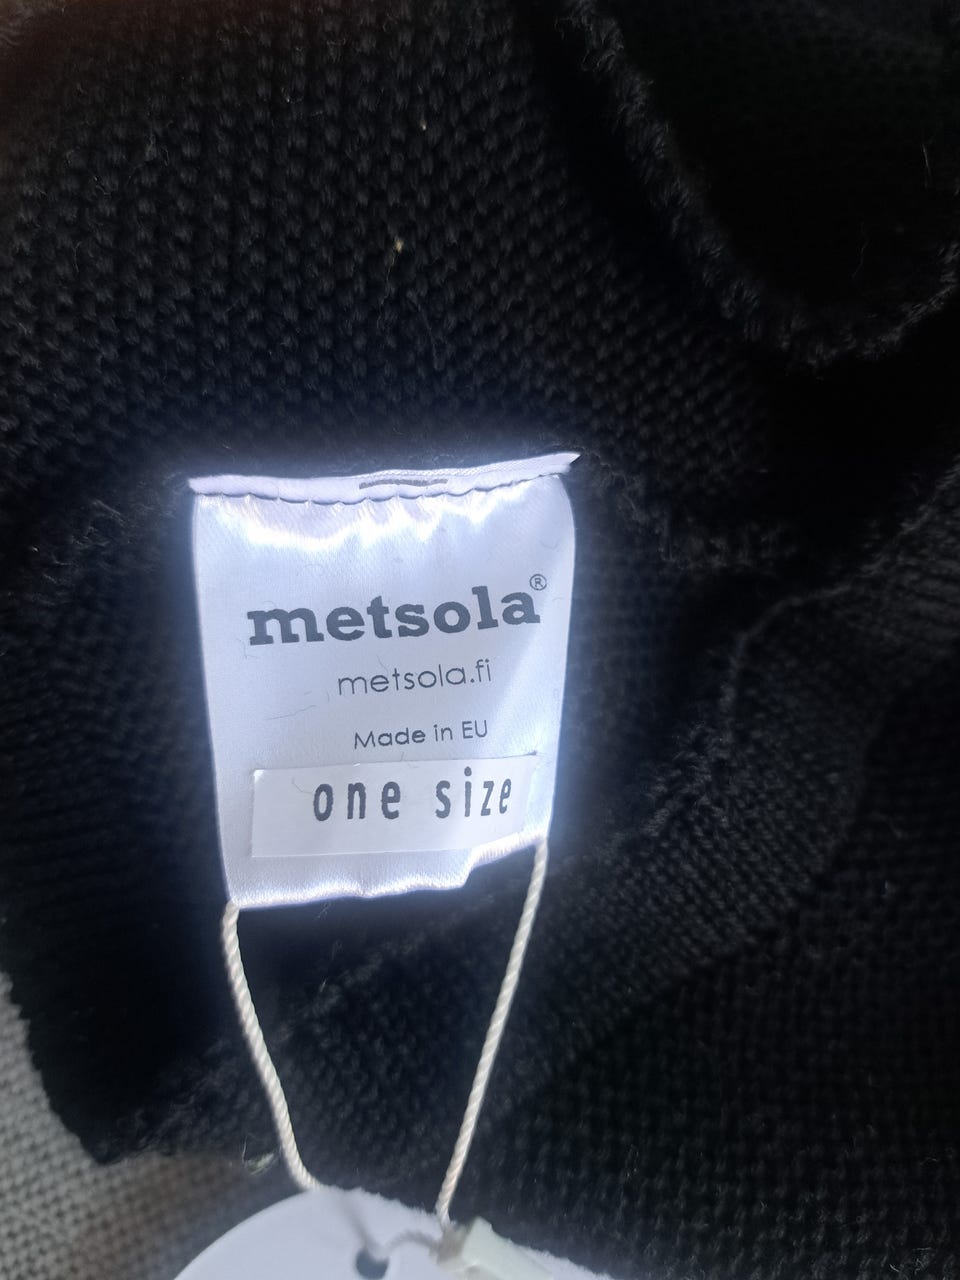 metsola®
metsola.fi
Made in EU
one size